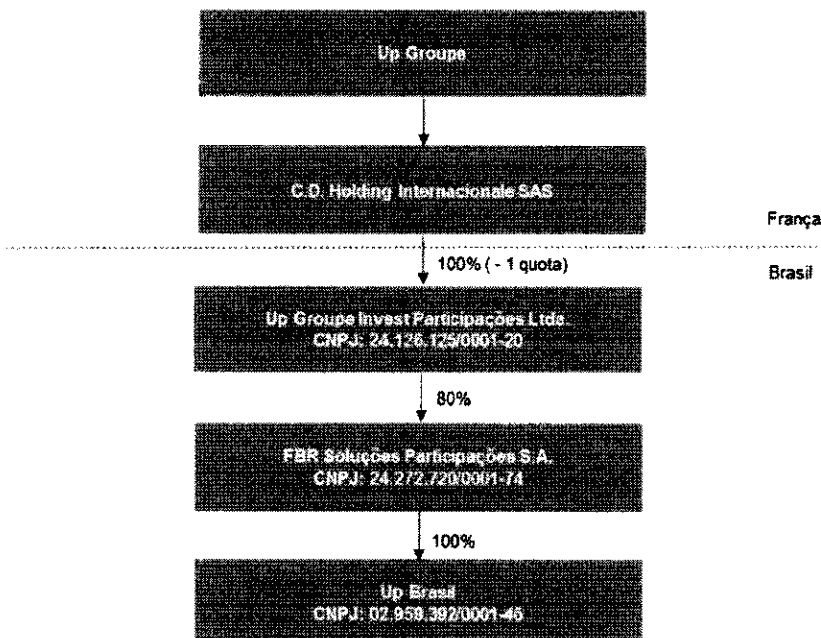 Up Groupe
C.D. Holding Internacionale SAS
França
100% ( - 1 quota)
Brasil
Up Groupe Invest Participações Ltda.
CNPJ: 24.126.125/0001-20
80%
FBR Soluções Participações S.A.
CNPJ: 24.272.720/0001-74
100%
Up Brasil
CNPJ: 02.959.392/0001-46